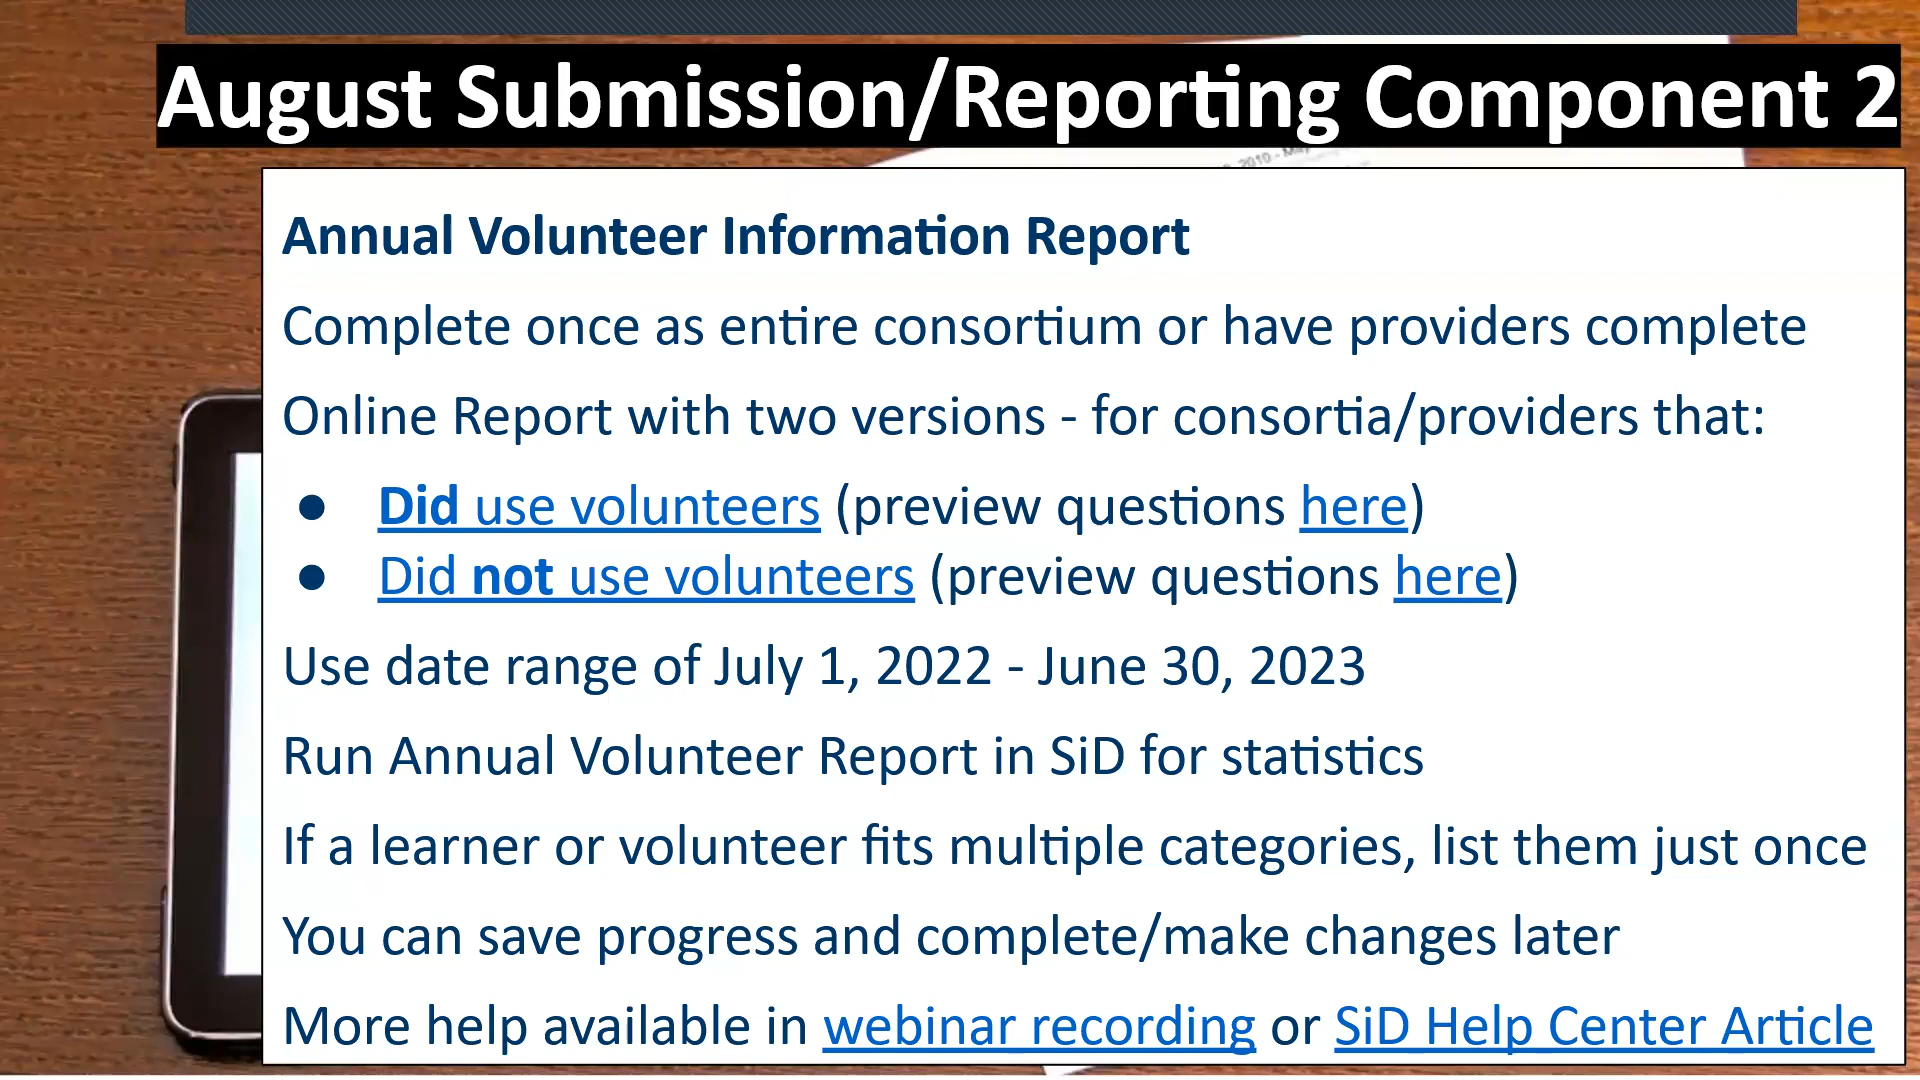 August Submission/Reporting Component 2
2010 - May
Annual Volunteer Information Report
Complete once as entire consortium or have providers complete
Online Report with two versions - for consortia/providers that:
● Did use volunteers (preview questions here)
● Did not use volunteers (preview questions here)
Use date range of July 1, 2022 - June 30, 2023
Run Annual Volunteer Report in SiD for statistics
If a learner or volunteer fits multiple categories, list them just once
You can save progress and complete/make changes later
More help available in webinar recording or SiD Help Center Article